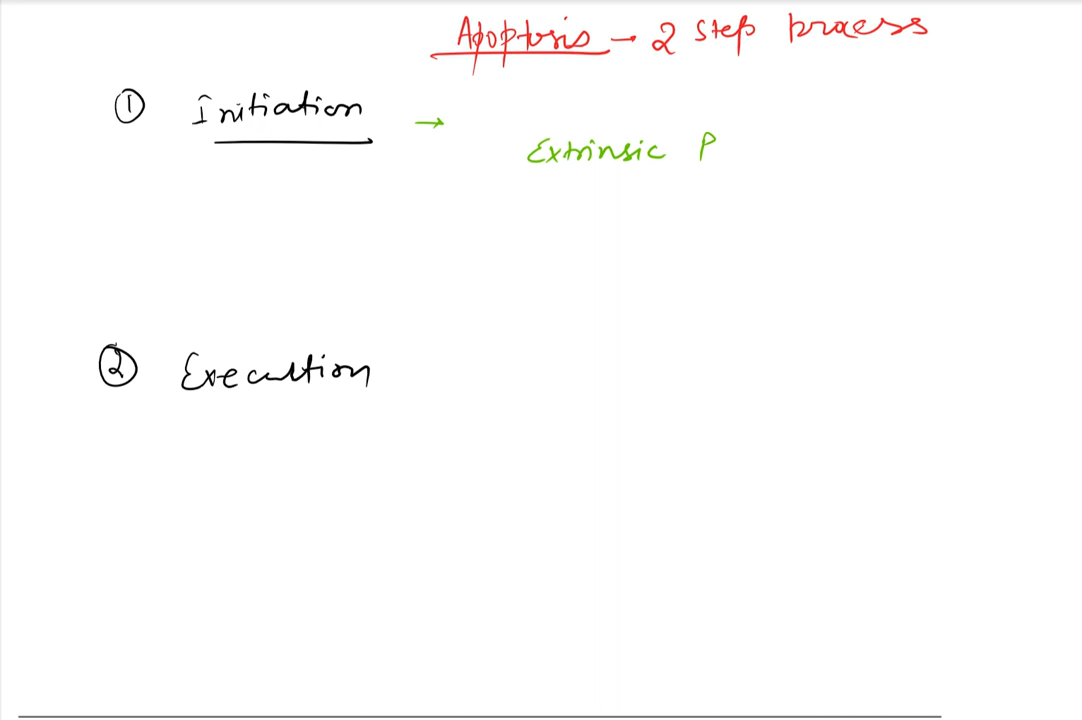 Apoptosis - 2 step process
① Initiation →
Extrinsic P
② Execution